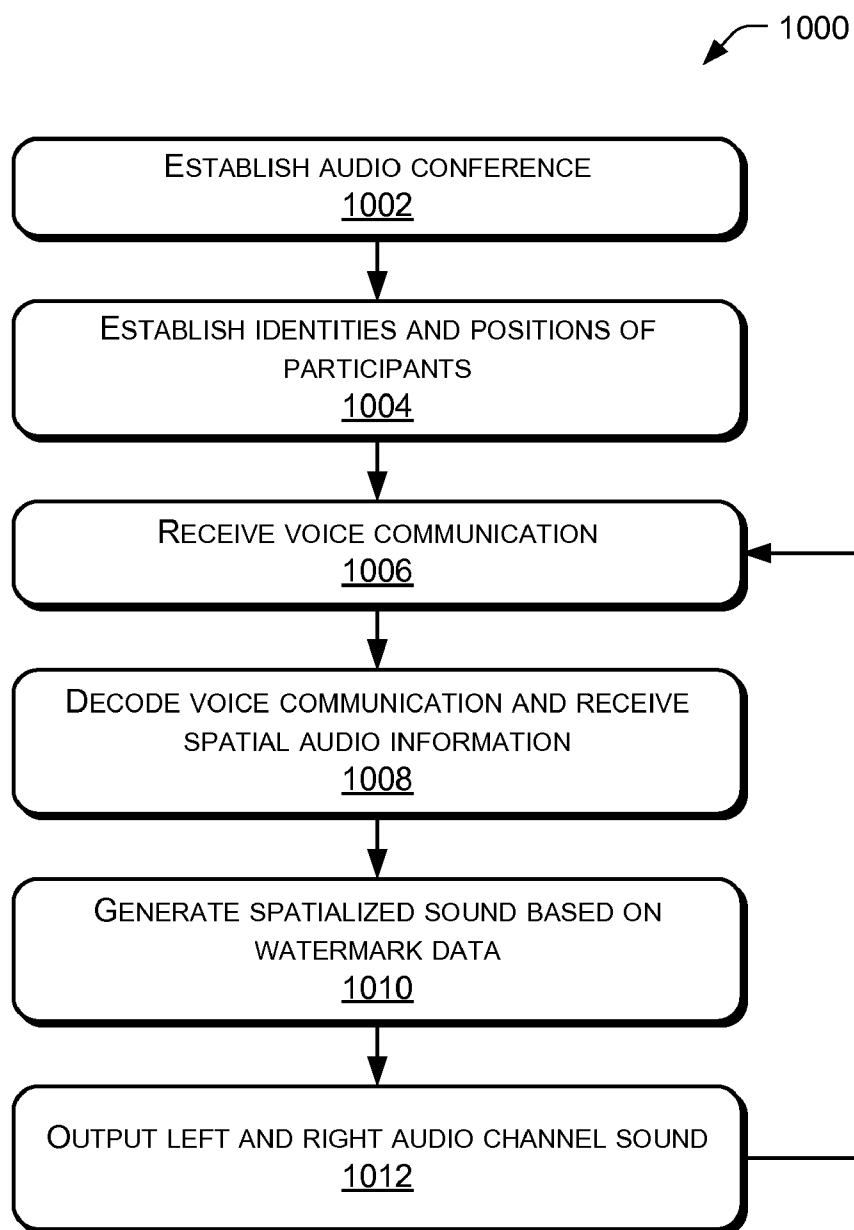 1000
ESTABLISH AUDIO CONFERENCE
1002
ESTABLISH IDENTITIES AND POSITIONS OF
PARTICIPANTS
1004
RECEIVE VOICE COMMUNICATION
1006
DECODE VOICE COMMUNICATION AND RECEIVE
SPATIAL AUDIO INFORMATION
1008
GENERATE SPATIALIZED SOUND BASED ON
WATERMARK DATA
1010
OUTPUT LEFT AND RIGHT AUDIO CHANNEL SOUND
1012